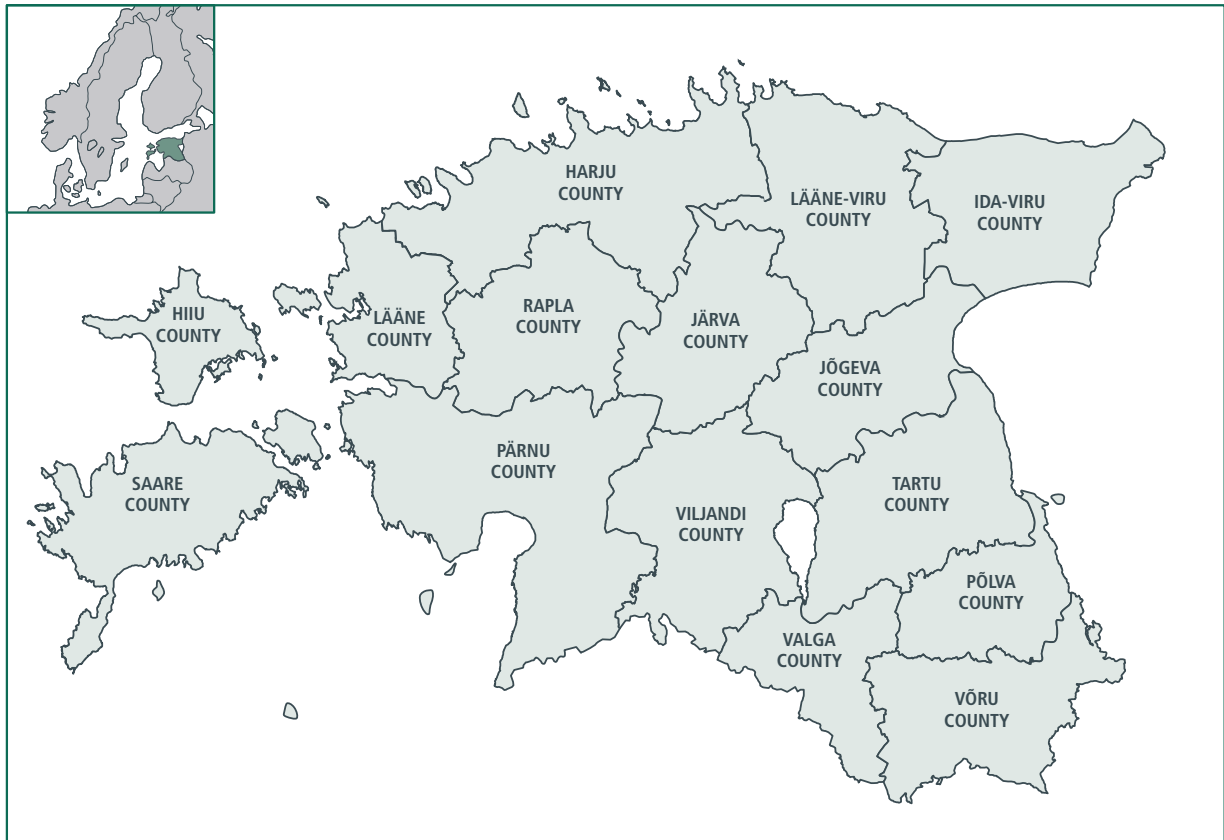 HARJU
COUNTY
LÄÄNE-VIRU
COUNTY
IDA-VIRU
COUNTY
HIIU
COUNTY
LÄÄNE
COUNTY
RAPLA
COUNTY
JÄRVA
COUNTY
JÕGEVA
COUNTY
SAARE
COUNTY
PÄRNU
COUNTY
VILJANDI
COUNTY
TARTU
COUNTY
PÕLVA
COUNTY
VALGA
COUNTY
VÕRU
COUNTY